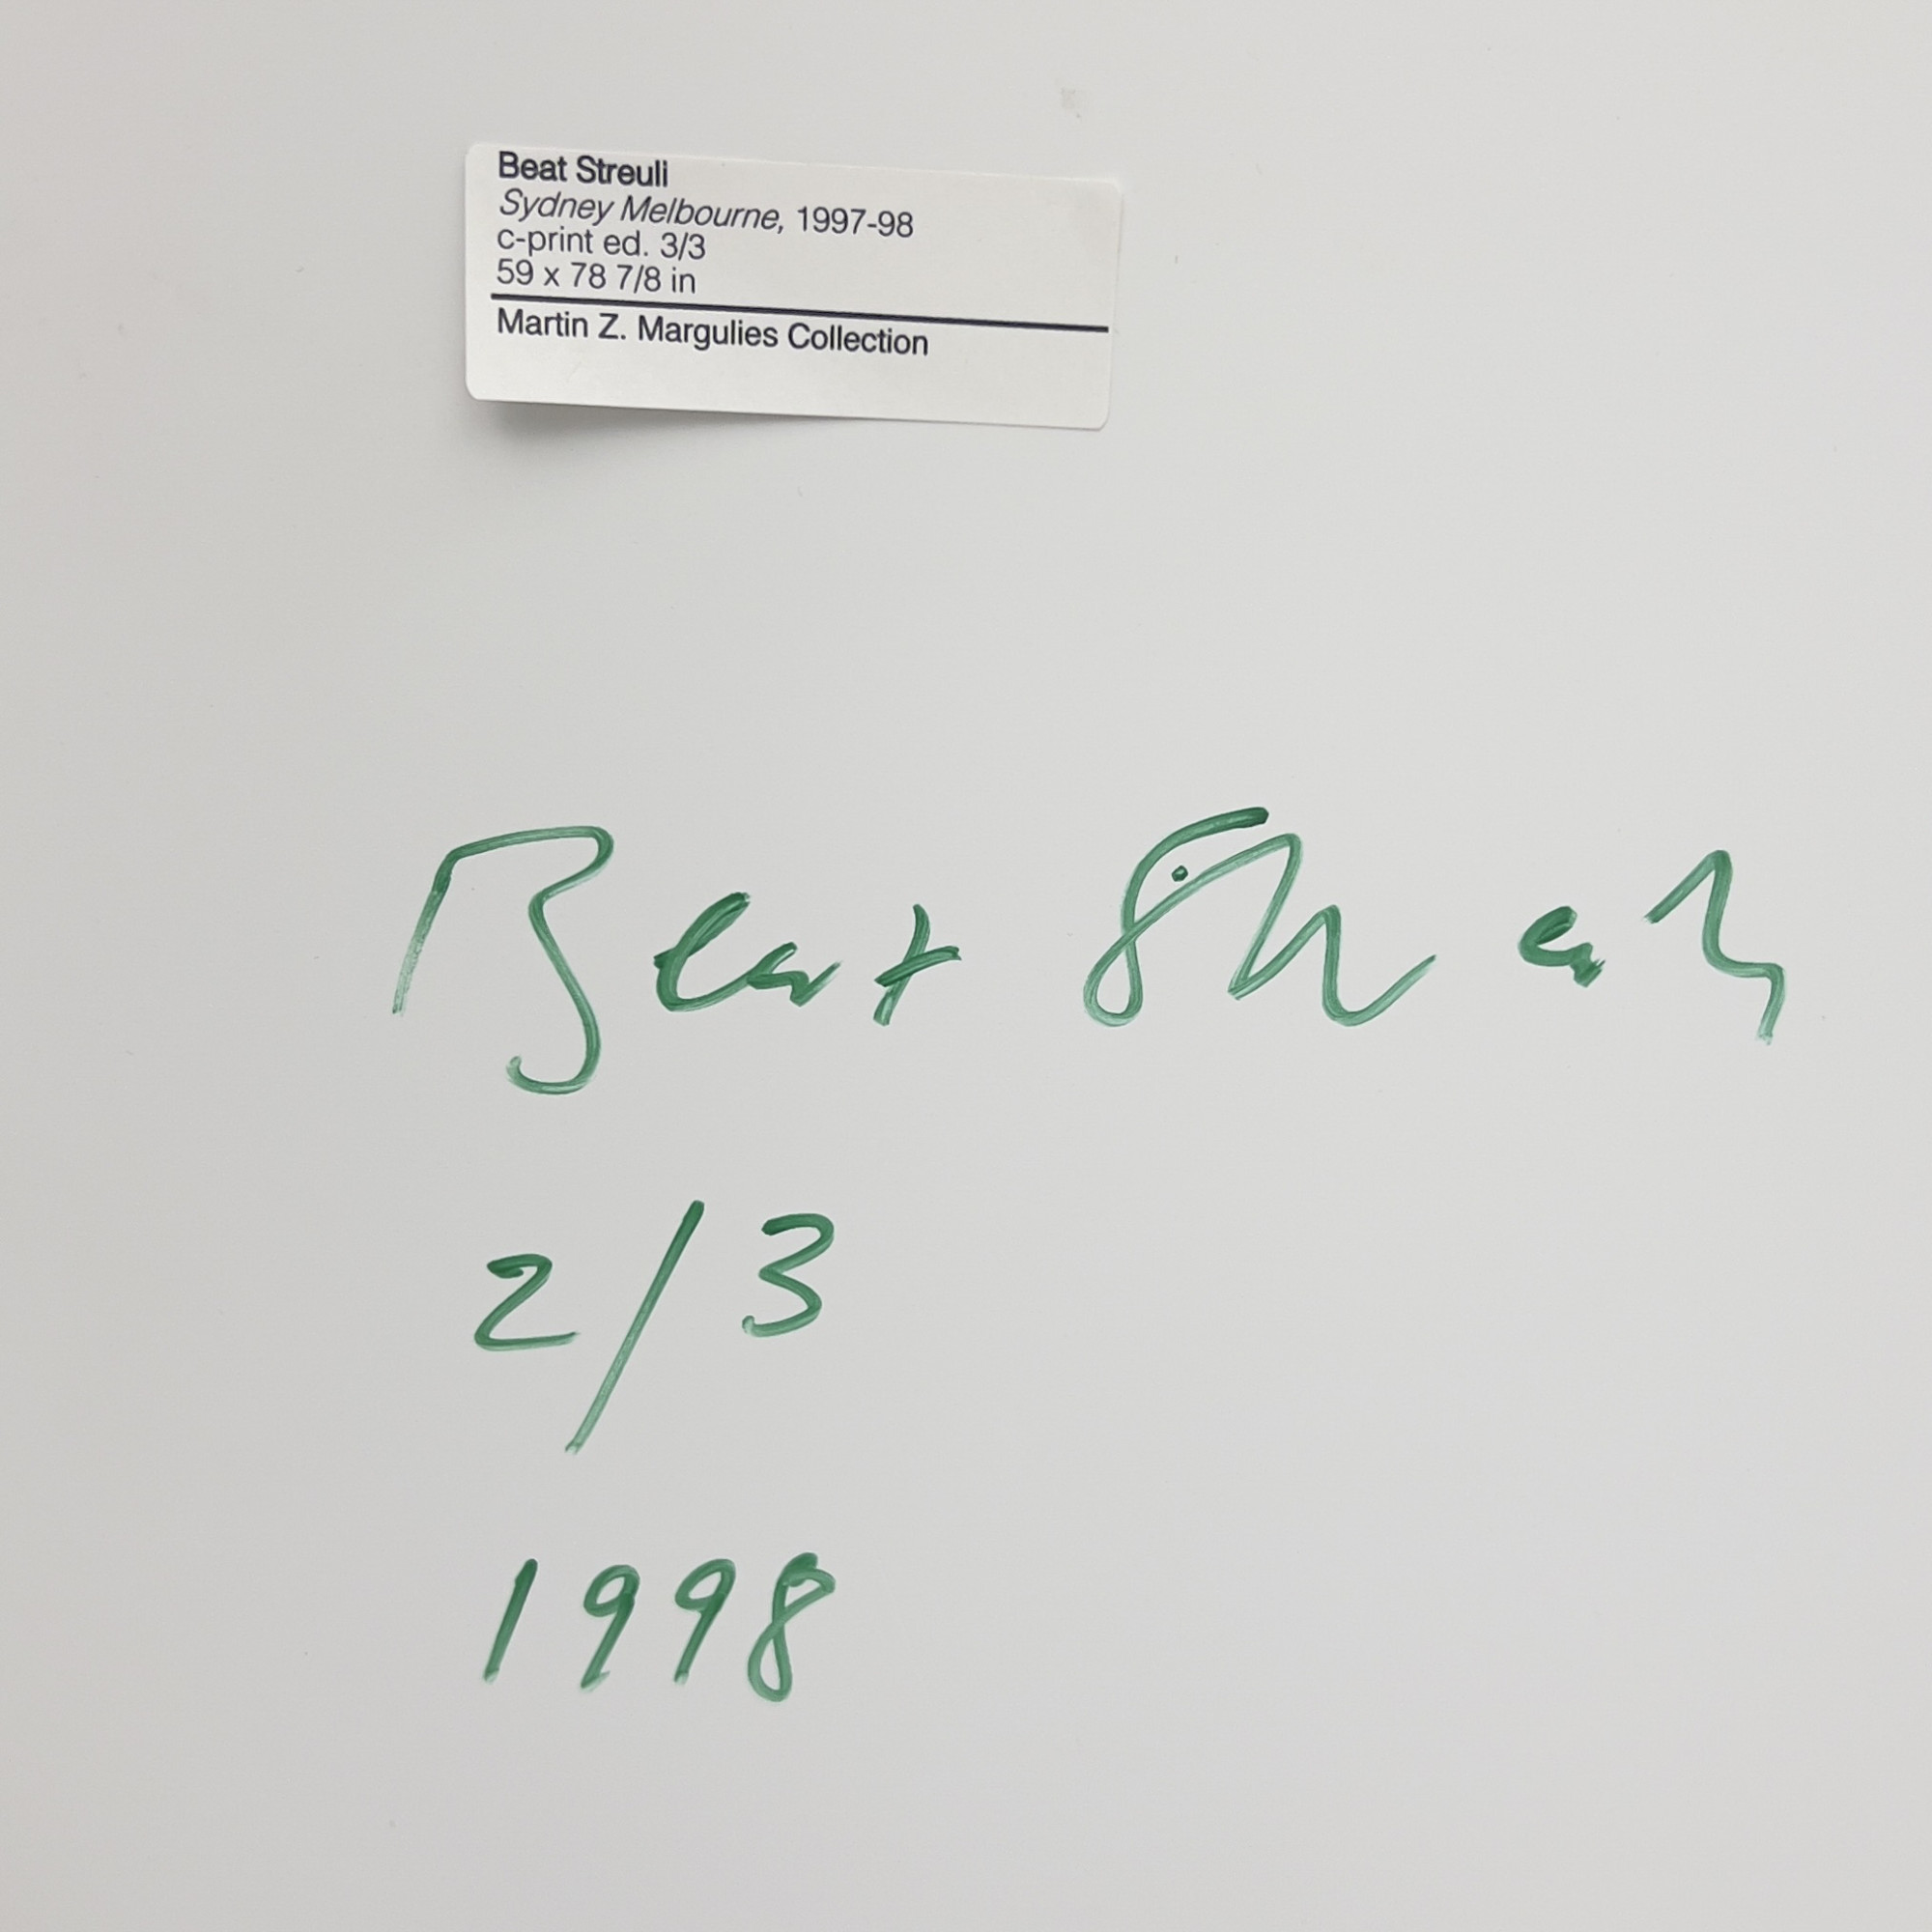 Beat Streuli
Sydney Melbourne, 1997-98
c-print ed. 3/3
59 x 78 7/8 in
Martin Z. Margulies Collection
Beat Streuli
2/3
1998